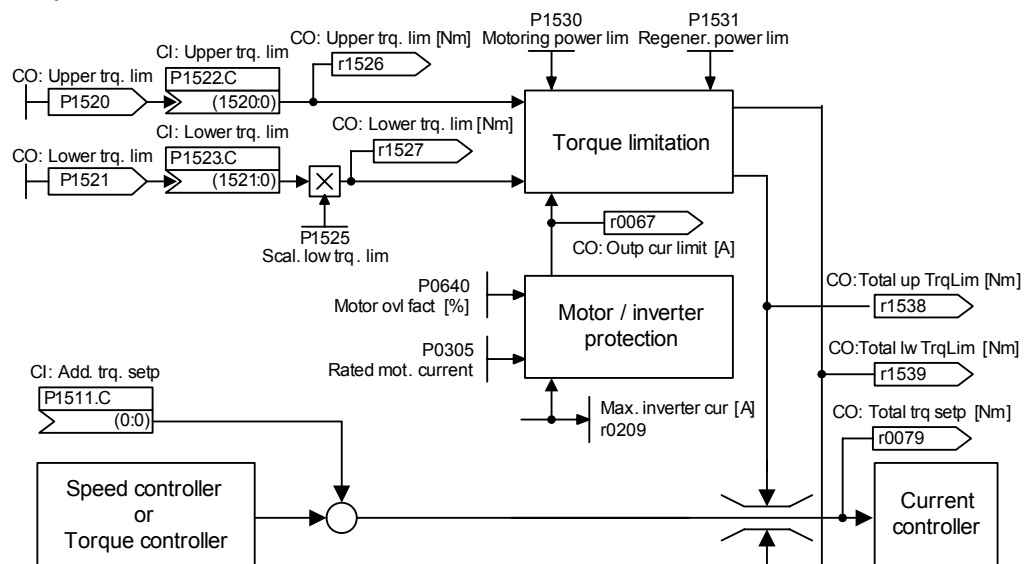 P1530
Motoring power lim
P1531
Regener. power lim
CO: Upper trq. lim [Nm]
r1526
CI: Upper trq. lim
P1522.C
(1520:0)
CO: Upper trq. lim
P1520
CO: Lower trq. lim [Nm]
r1527
CI: Lower trq. lim
P1523.C
(1521:0)
CO: Lower trq. lim
P1521
P1525
Scal. low trq. lim
Torque limitation
r0067
CO: Outp cur limit [A]
P0640
Motor ovl fact [%]
Motor / inverter
protection
P0305
Rated mot. current
Max. inverter cur [A]
r0209
CO:Total up TrqLim [Nm]
r1538
CO:Total lw TrqLim [Nm]
r1539
CO: Total trq setp [Nm]
r0079
CI: Add. trq. setp
P1511.C
(0:0)
Speed controller
or
Torque controller
Current
controller